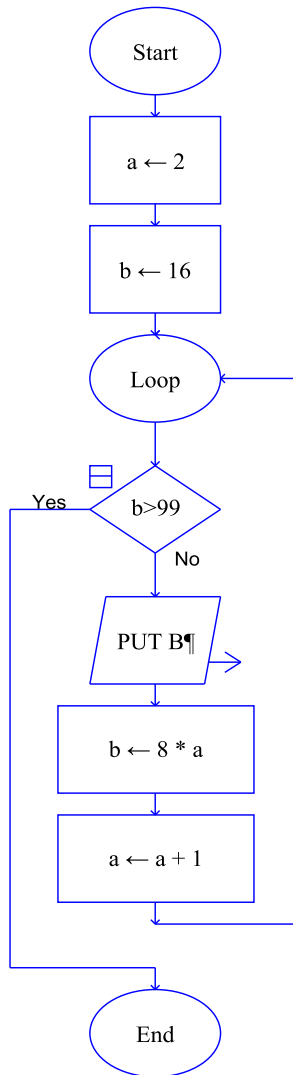 Start
a ← 2
b ← 16
Loop
b>99
Yes
No
PUT B¶
b ← 8 * a
a ← a + 1
End